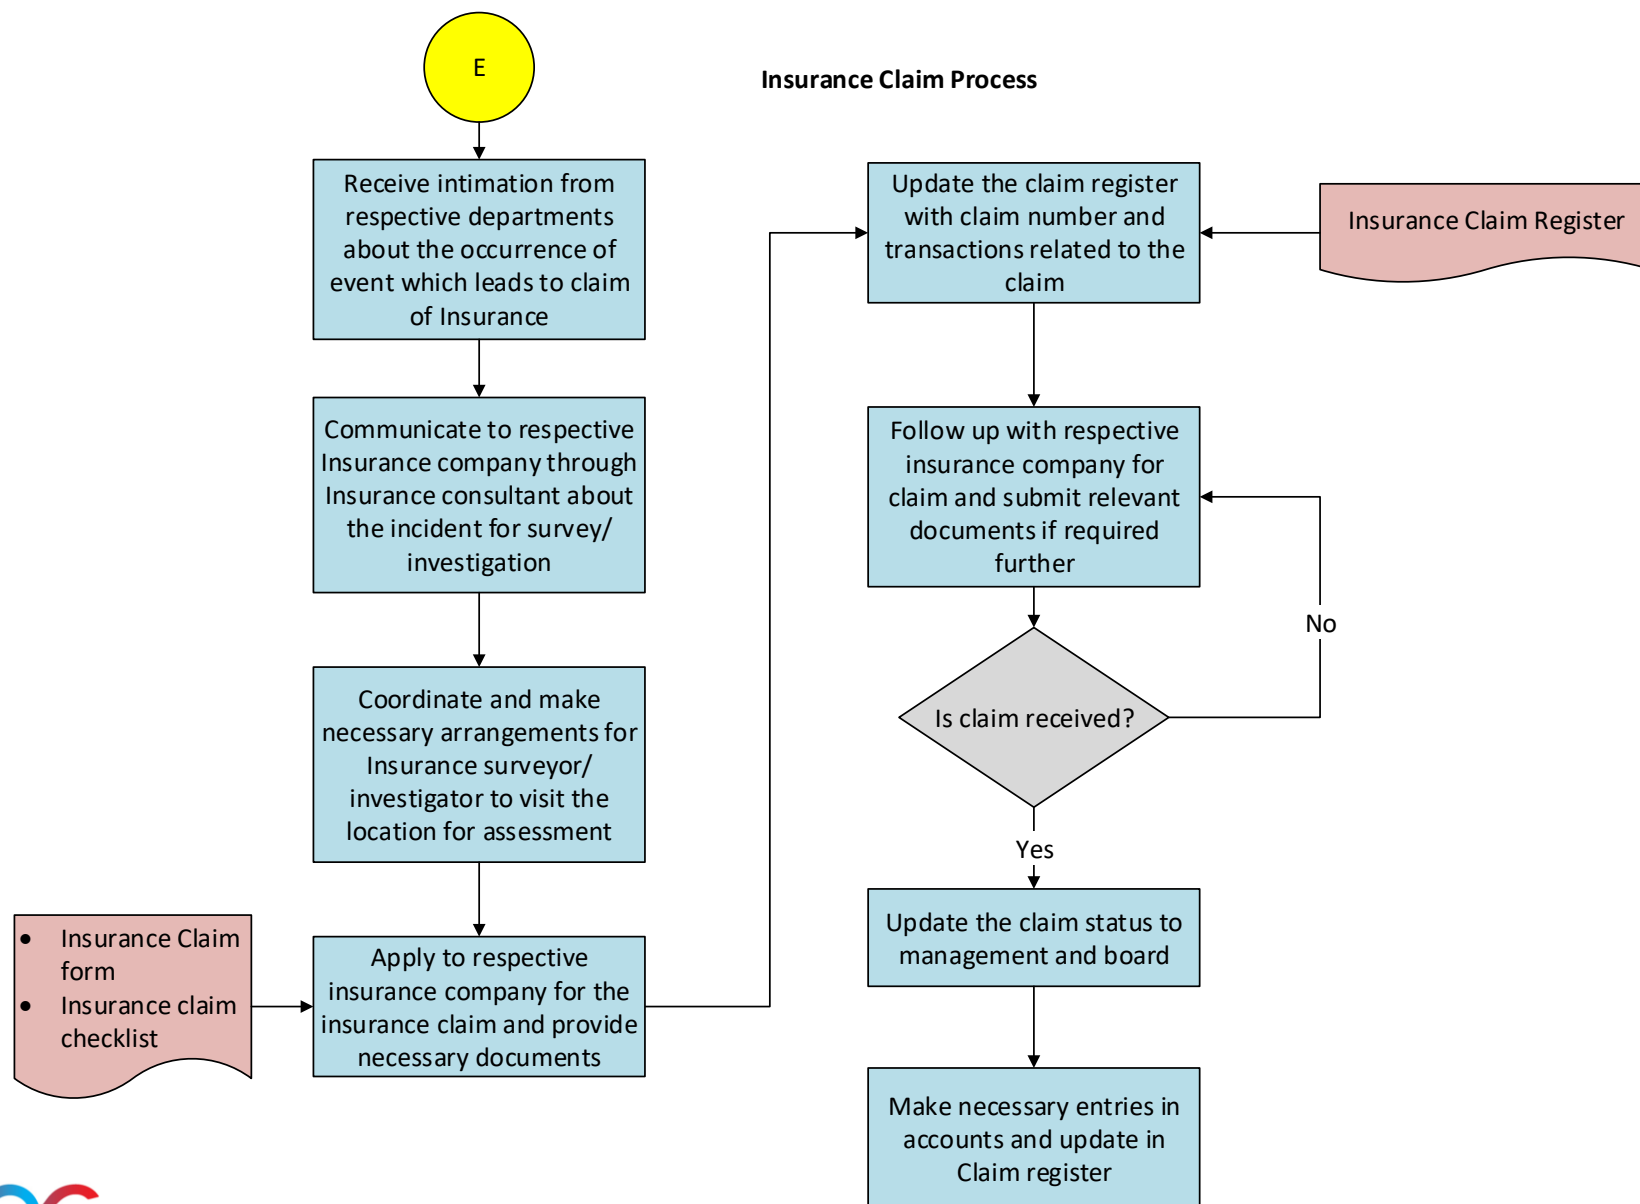 E
Insurance Claim Process
Receive intimation from
respective departments
about the occurrence of
event which leads to claim
of Insurance
Communicate to respective
Insurance company through
Insurance consultant about
the incident for survey/
investigation
Coordinate and make
necessary arrangements for
Insurance surveyor/
investigator to visit the
location for assessment
• Insurance Claim
form
• Insurance claim
checklist
Apply to respective
insurance company for the
insurance claim and provide
necessary documents
Update the claim register
with claim number and
transactions related to the
claim
Insurance Claim Register
Follow up with respective
insurance company for
claim and submit relevant
documents if required
further
No
Is claim received?
Yes
Update the claim status to
management and board
Make necessary entries in
accounts and update in
Claim register